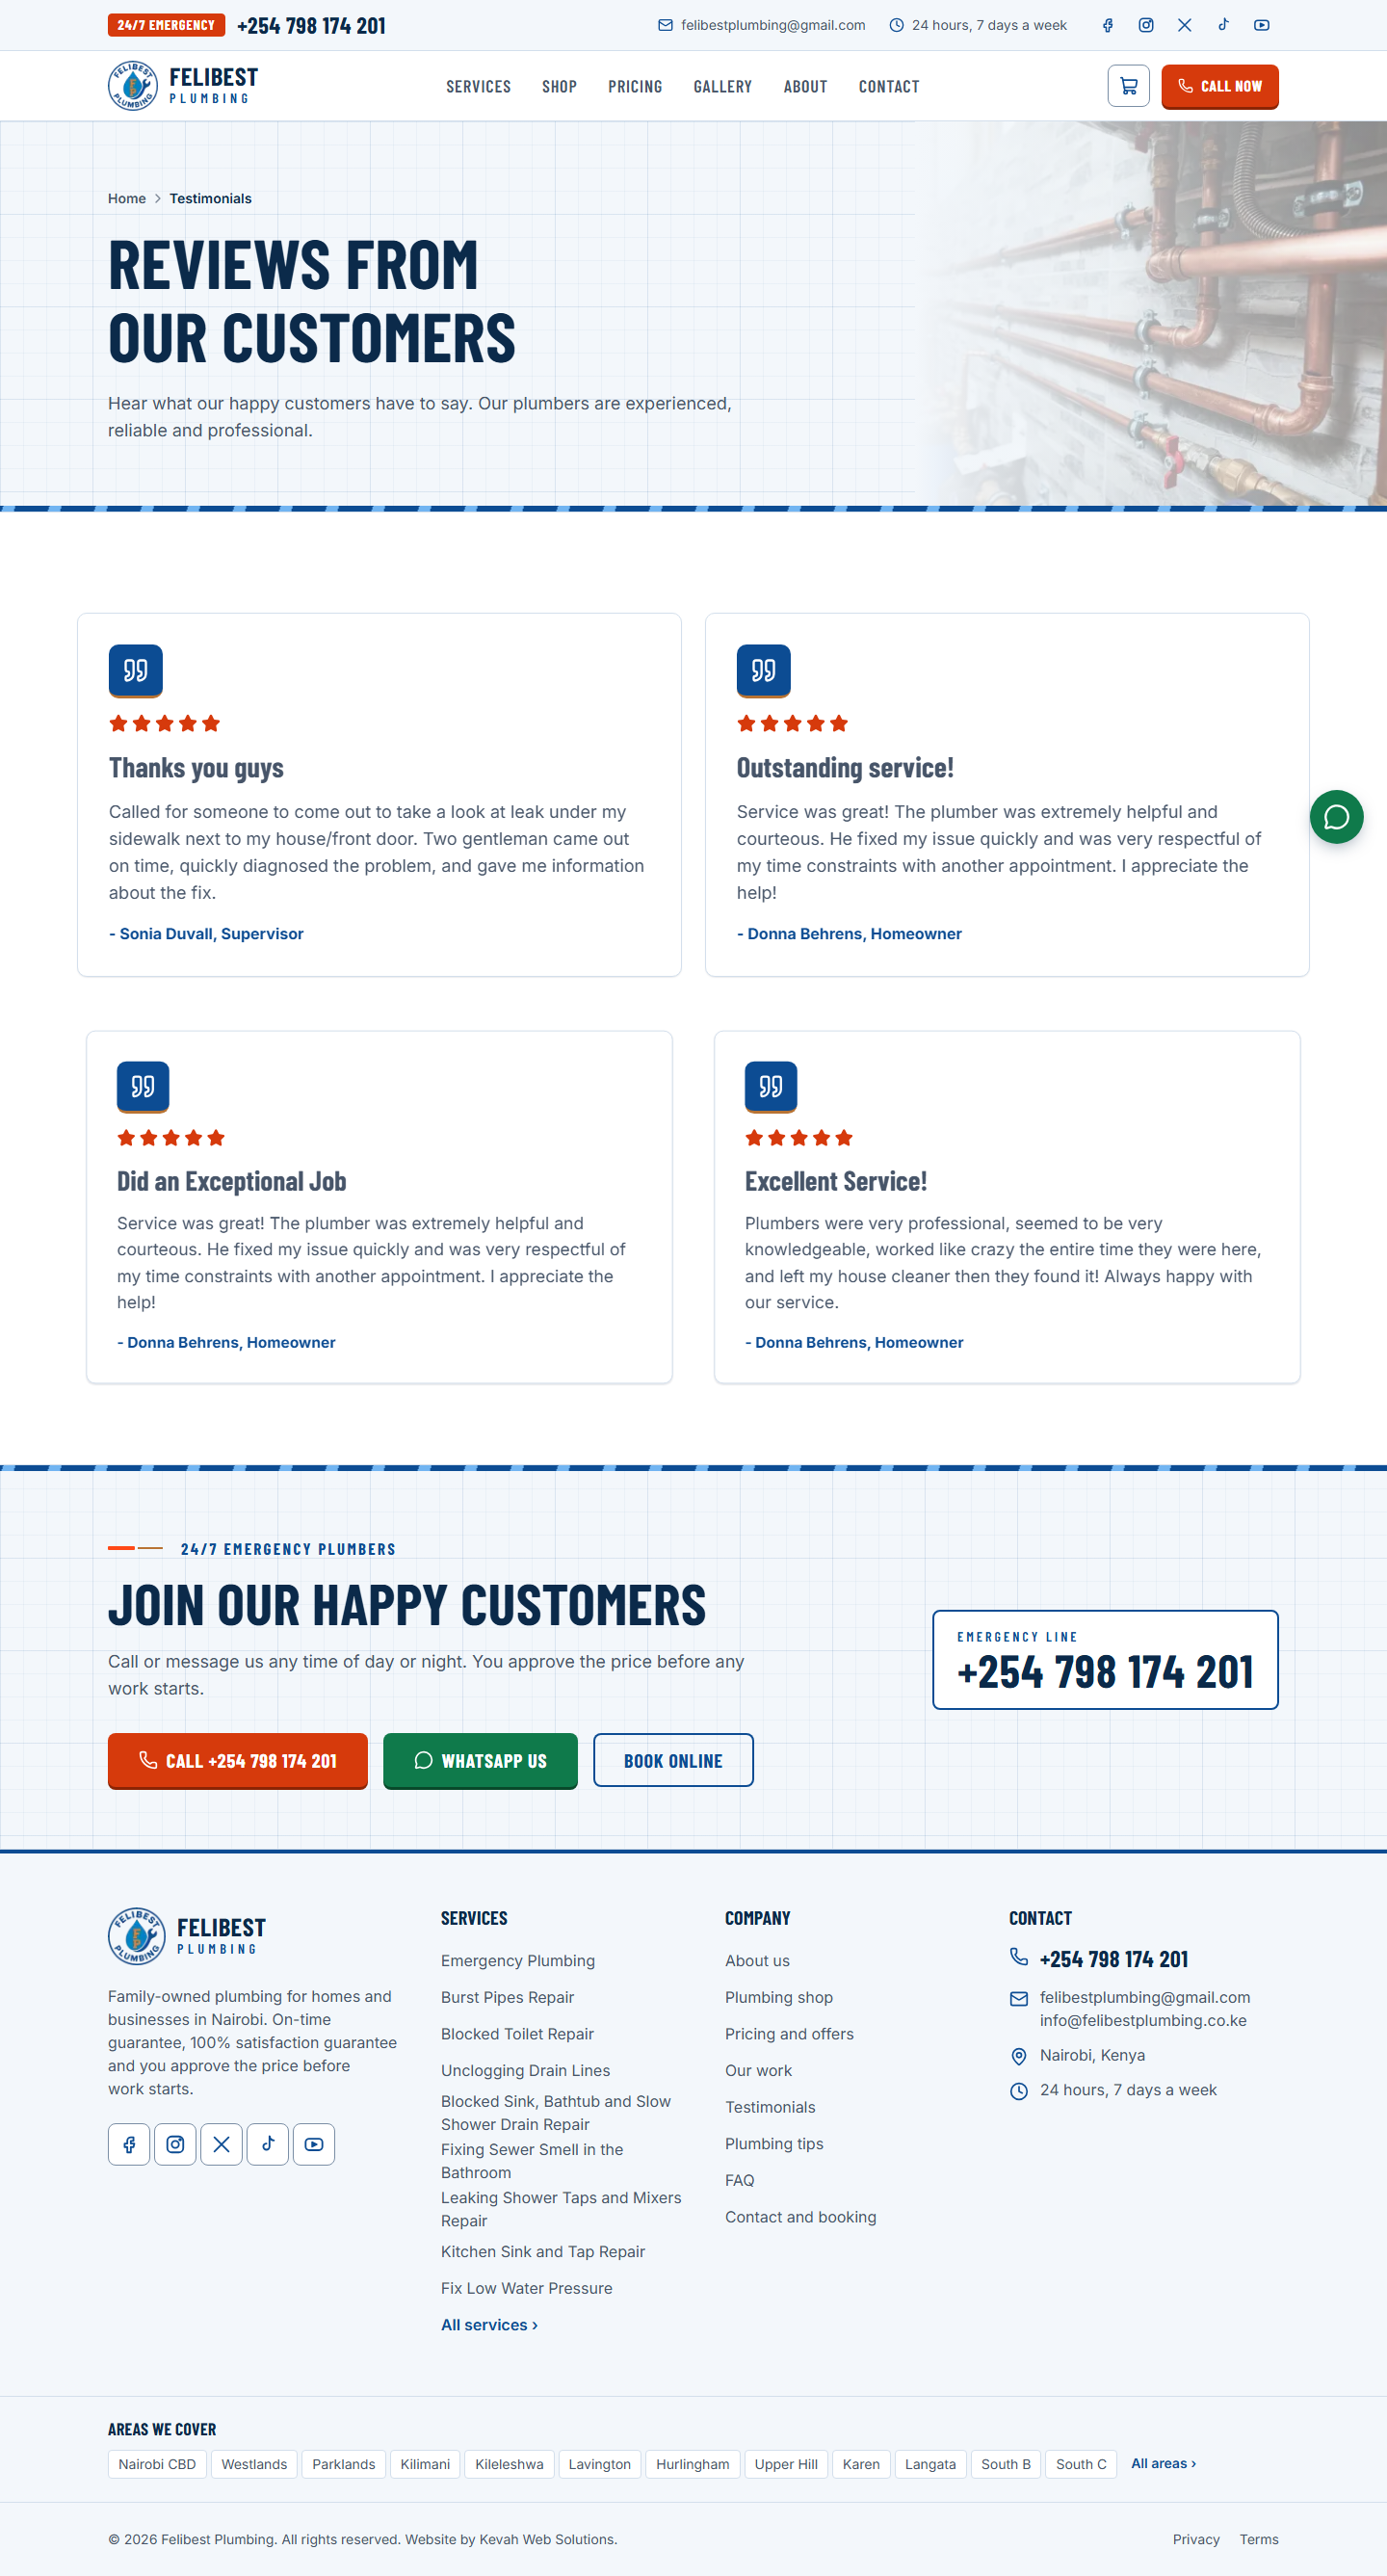 24/7 EMERGENCY +254 798 174 201 felibestplumbing@gmail.com 24 hours, 7 days a week
FELIBEST
PLUMBING
SERVICES SHOP PRICING GALLERY ABOUT CONTACT
CALL NOW
Home > Testimonials
REVIEWS FROM
OUR CUSTOMERS
Hear what our happy customers have to say. Our plumbers are experienced,
reliable and professional.
Thanks you guys
Called for someone to come out to take a look at leak under my
sidewalk next to my house/front door. Two gentleman came out
on time, quickly diagnosed the problem, and gave me information
about the fix.
- Sonia Duvall, Supervisor
Outstanding service!
Service was great! The plumber was extremely helpful and
courteous. He fixed my issue quickly and was very respectful of
my time constraints with another appointment. I appreciate the
help!
- Donna Behrens, Homeowner
Did an Exceptional Job
Service was great! The plumber was extremely helpful and
courteous. He fixed my issue quickly and was very respectful of
my time constraints with another appointment. I appreciate the
help!
- Donna Behrens, Homeowner
Excellent Service!
Plumbers were very professional, seemed to be very
knowledgeable, worked like crazy the entire time they were here,
and left my house cleaner then they found it! Always happy with
our service.
- Donna Behrens, Homeowner
24/7 EMERGENCY PLUMBERS
JOIN OUR HAPPY CUSTOMERS
Call or message us any time of day or night. You approve the price before any
work starts.
CALL +254 798 174 201
WHATSAPP US
BOOK ONLINE
EMERGENCY LINE
+254 798 174 201
FELIBEST
PLUMBING
Family-owned plumbing for homes and
businesses in Nairobi. On-time
guarantee, 100% satisfaction guarantee
and you approve the price before
work starts.
SERVICES
Emergency Plumbing
Burst Pipes Repair
Blocked Toilet Repair
Unclogging Drain Lines
Blocked Sink, Bathtub and Slow
Shower Drain Repair
Fixing Sewer Smell in the
Bathroom
Leaking Shower Taps and Mixers
Repair
Kitchen Sink and Tap Repair
Fix Low Water Pressure
All services ›
COMPANY
About us
Plumbing shop
Pricing and offers
Our work
Testimonials
Plumbing tips
FAQ
Contact and booking
CONTACT
+254 798 174 201
felibestplumbing@gmail.com
info@felibestplumbing.co.ke
Nairobi, Kenya
24 hours, 7 days a week
AREAS WE COVER
Nairobi CBD Westlands Parklands Kilimani Kileleshwa Lavington Hurlingham Upper Hill Karen Langata South B South C All areas ›
© 2026 Felibest Plumbing. All rights reserved. Website by Kevah Web Solutions.
Privacy Terms